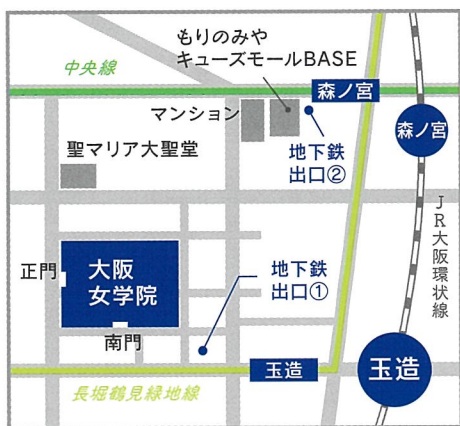 もりのみや
キューズモールBASE
中央線
森ノ宮
マンション
森ノ宮
地下鉄
出口②
聖マリア大聖堂
JR大阪環状線
正門
大阪
女学院
地下鉄
出口①
南門
玉造
玉造
長堀鶴見緑地線